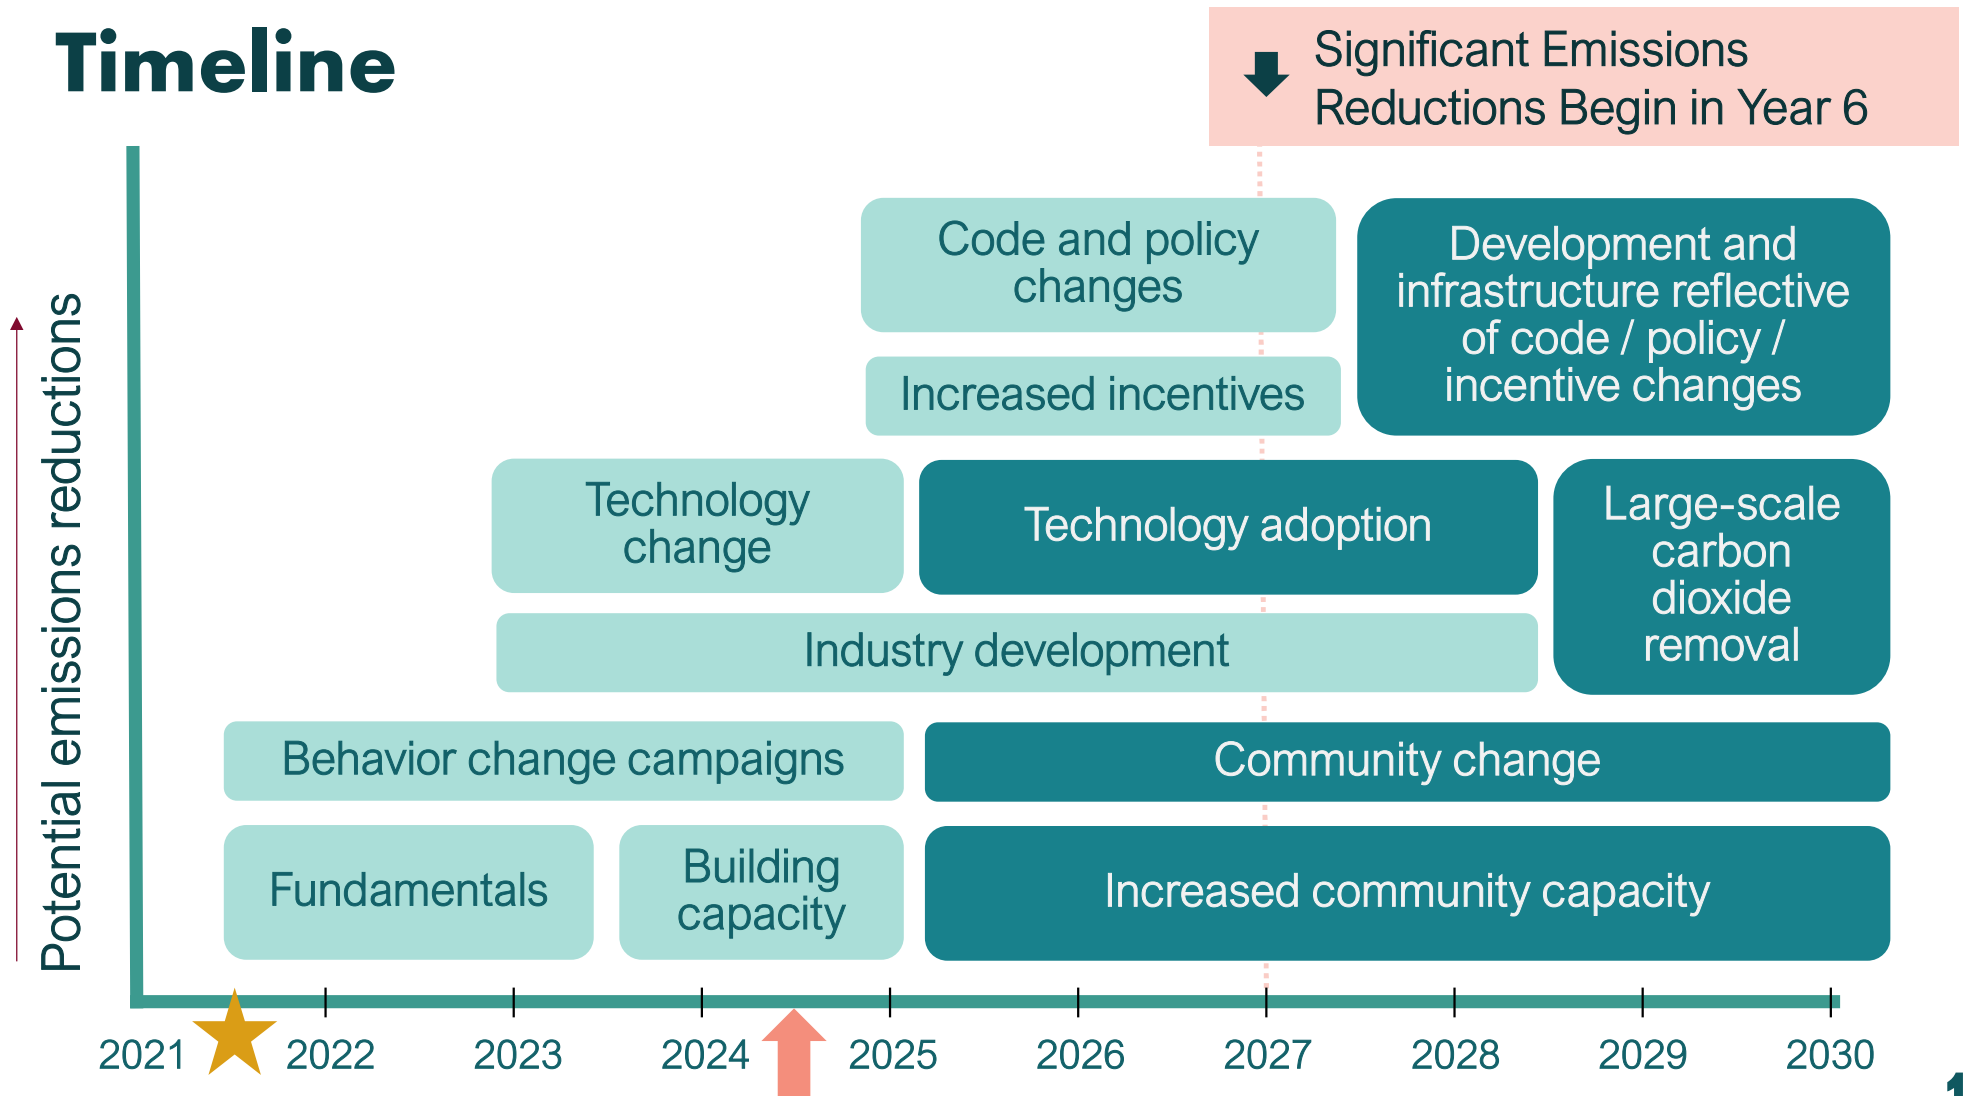 Timeline
Significant Emissions
Reductions Begin in Year 6
Potential emissions reductions
Code and policy
changes
Development and
infrastructure reflective
of code / policy /
incentive changes
Increased incentives
Technology
change
Technology adoption
Large-scale
carbon
dioxide
removal
Industry development
Behavior change campaigns
Community change
Fundamentals
Building
capacity
Increased community capacity
2021
2022
2023
2024
2025
2026
2027
2028
2029
2030